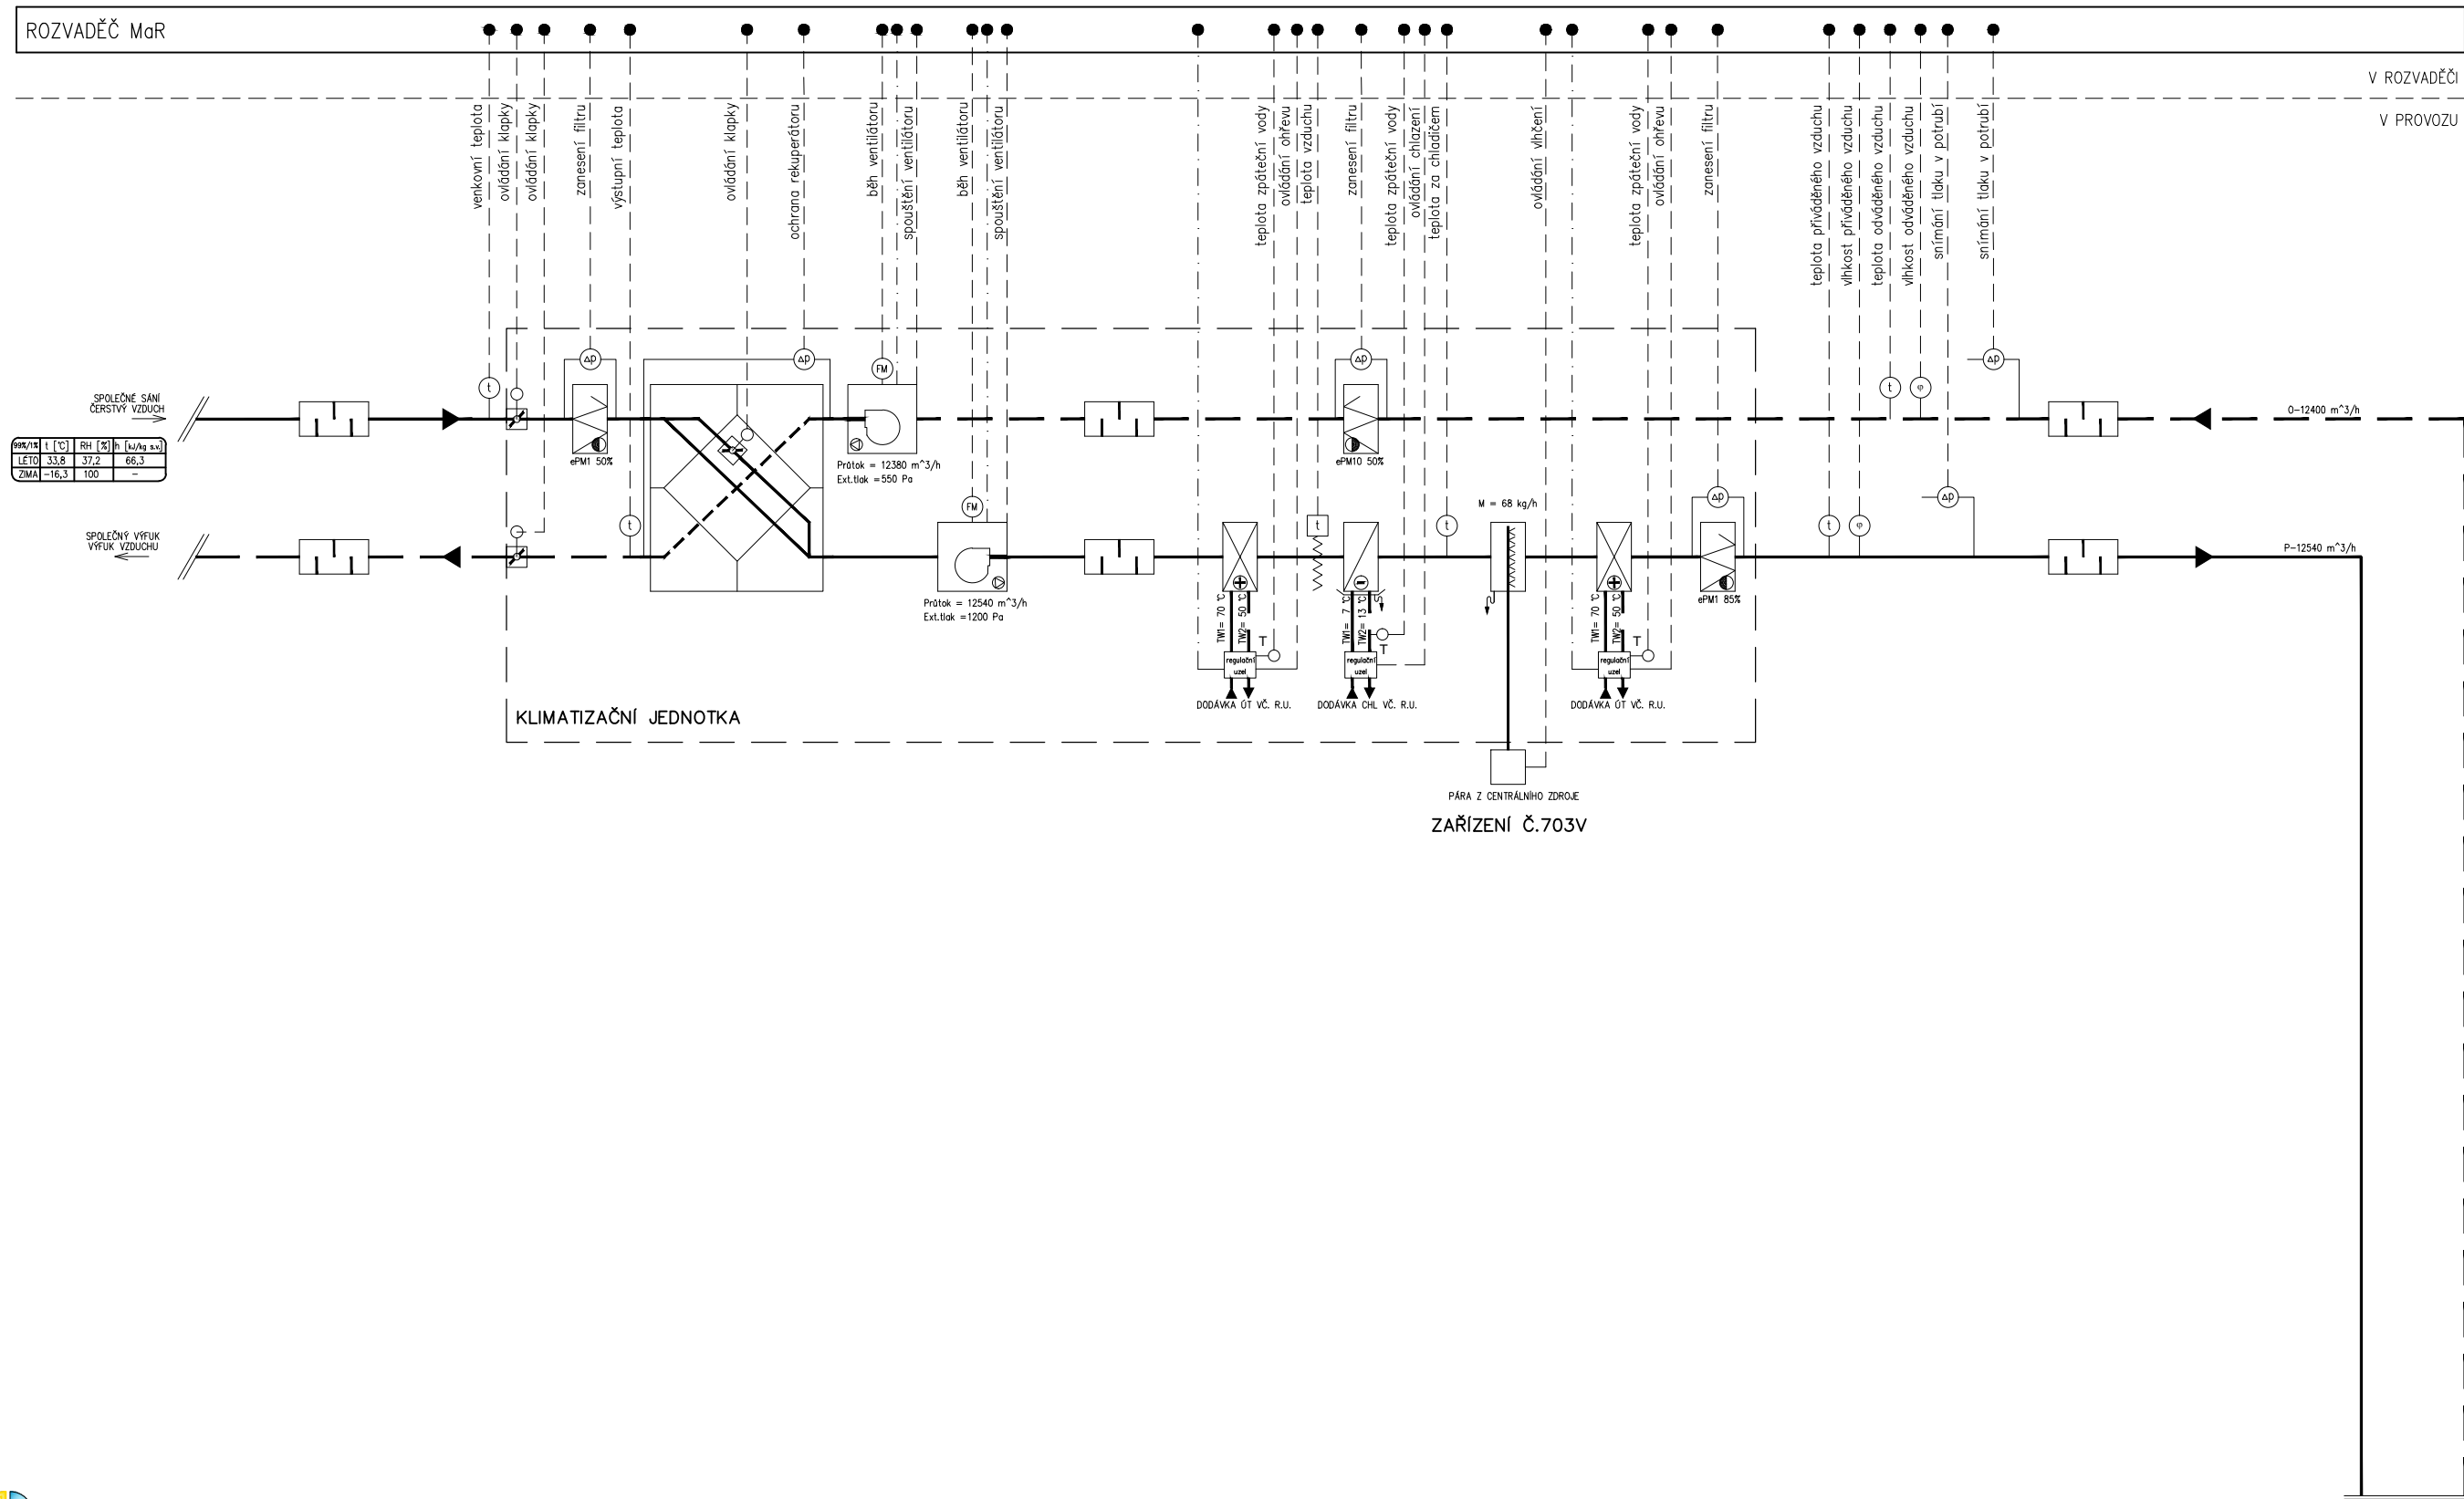 ROZVADĚČ MaR
V ROZVADĚČI
V PROVOZU
venkovní teplota
ovládání klapky
ovládání klapky
zanesení filtru
výstupní teplota
ovládání klapky
ochrana rekuperátoru
běh ventilátoru
spouštění ventilátoru
běh ventilátoru
spouštění ventilátoru
teplota zpáteční vody
ovládání ohřevu
teplota vzduchu
zanesení filtru
teplota zpáteční vody
ovládání chlazení
teplota za chladičem
ovládání vlhčení
teplota zpáteční vody
ovládání ohřevu
zanesení filtru
teplota přiváděného vzduchu
vlhkost přiváděného vzduchu
teplota odváděného vzduchu
vlhkost odváděného vzduchu
snímání tlaku v potrubí
snímání tlaku v potrubí
Δp
Δp
FM
Δp
Δp
t
t
φ
SPOLEČNÉ SÁNÍ
ČERSTVÝ VZDUCH
O-12400 m^3/h
99%/1% t [°C] RH [%] h [kJ/kg s.v.]
LÉTO 33,8 37,2 66,3
ZIMA -16,3 100 -
ePM1 50%
Průtok = 12380 m^3/h
Ext.tlak =550 Pa
ePM10 50%
SPOLEČNÝ VÝFUK
VÝFUK VZDUCHU
t
FM
t
t
M = 68 kg/h
Δp
t
φ
Δp
P-12540 m^3/h
Průtok = 12540 m^3/h
Ext.tlak =1200 Pa
ePM1 85%
TW1= 70 °C
TW2= 50 °C
T
regulační
uzel
DODÁVKA ÚT VČ. R.U.
TW1= 7 °C
TW2= 13 °C
T
regulační
uzel
DODÁVKA CHL VČ. R.U.
TW1= 70 °C
TW2= 50 °C
T
regulační
uzel
DODÁVKA ÚT VČ. R.U.
KLIMATIZAČNÍ JEDNOTKA
PÁRA Z CENTRÁLNÍHO ZDROJE
ZAŘÍZENÍ Č.703V